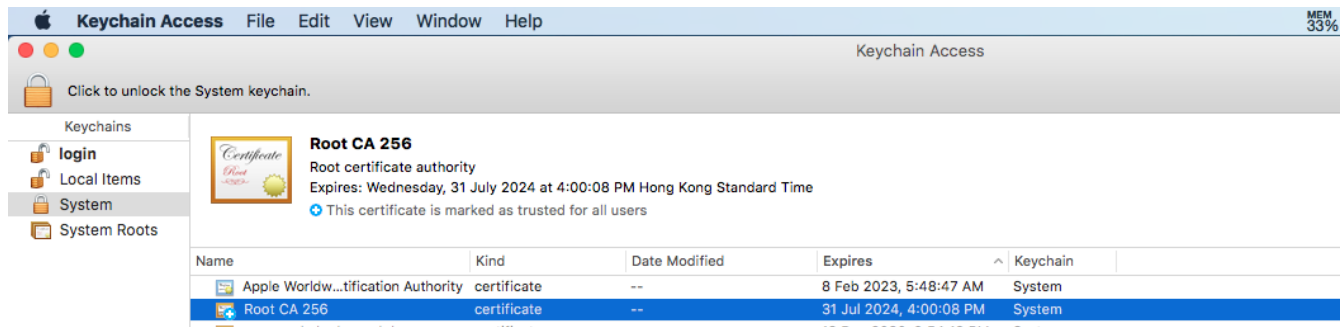 Keychain Access File Edit View Window Help MEM
33%
Keychain Access
Click to unlock the System keychain.
Keychains
login
Local Items
System
System Roots
Certificate
Root
Root CA 256
Root certificate authority
Expires: Wednesday, 31 July 2024 at 4:00:08 PM Hong Kong Standard Time
This certificate is marked as trusted for all users
Name Kind Date Modified Expires Keychain
Apple Worldw...tification Authority certificate -- 8 Feb 2023, 5:48:47 AM System
Root CA 256 certificate -- 31 Jul 2024, 4:00:08 PM System